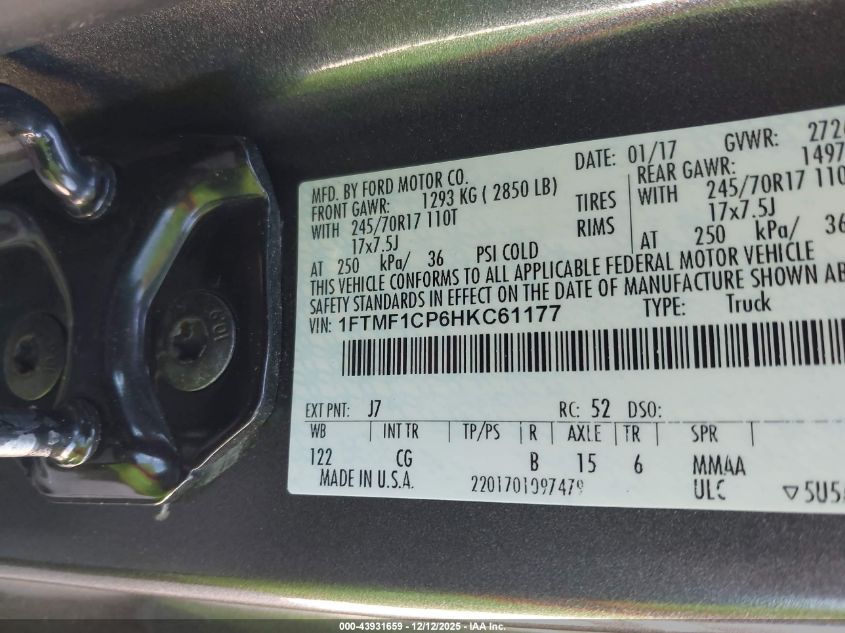 MFD. BY FORD MOTOR CO.
DATE: 01/17 GVWR:
FRONT GAWR: 1293 KG ( 2850 LB)
REAR GAWR:
WITH 245/70R17 110T TIRES
WITH 245/70R17 110
17x7.5J RIMS
17x7.5J
AT 250 kPa/ 36 PSI COLD
AT 250 kPa/ 36
THIS VEHICLE CONFORMS TO ALL APPLICABLE FEDERAL MOTOR VEHICLE
SAFETY STANDARDS IN EFFECT ON THE DATE OF MANUFACTURE SHOWN AB
VIN: 1FTMF1CP6HKC61177 TYPE: Truck
EXT PNT: J7 RC: 52 DSO:
WB INT TR TP/PS R AXLE TR SPR
122 CG B 15 6 MM4A
MADE IN U.S.A. 2201701097479 ULC
000-43931659 - 12/12/2025 - IAA Inc.